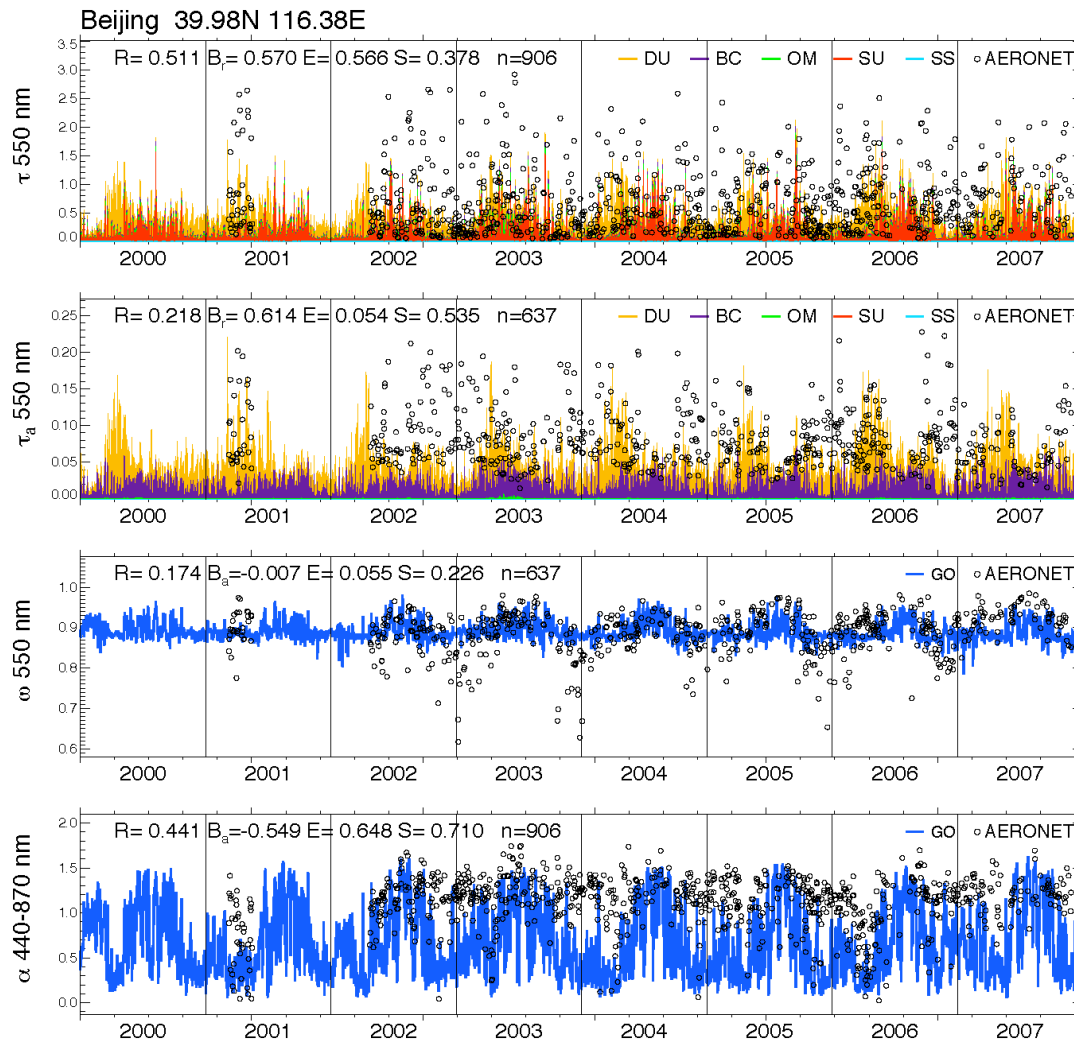 Beijing 39.98N 116.38E
R= 0.511 Br= 0.570 E= 0.566 S= 0.378 n=906 DU BC OM SU SS AERONET
τ 550 nm
3.5
3.0
2.5
2.0
1.5
1.0
0.5
0.0
2000 2001 2002 2003 2004 2005 2006 2007
R= 0.218 Br= 0.614 E= 0.054 S= 0.535 n=637 DU BC OM SU SS AERONET
τa 550 nm
0.25
0.20
0.15
0.10
0.05
0.00
2000 2001 2002 2003 2004 2005 2006 2007
R= 0.174 Ba=-0.007 E= 0.055 S= 0.226 n=637 GO AERONET
ω 550 nm
1.0
0.9
0.8
0.7
0.6
2000 2001 2002 2003 2004 2005 2006 2007
R= 0.441 Ba=-0.549 E= 0.648 S= 0.710 n=906 GO AERONET
α 440-870 nm
2.0
1.5
1.0
0.5
0.0
2000 2001 2002 2003 2004 2005 2006 2007